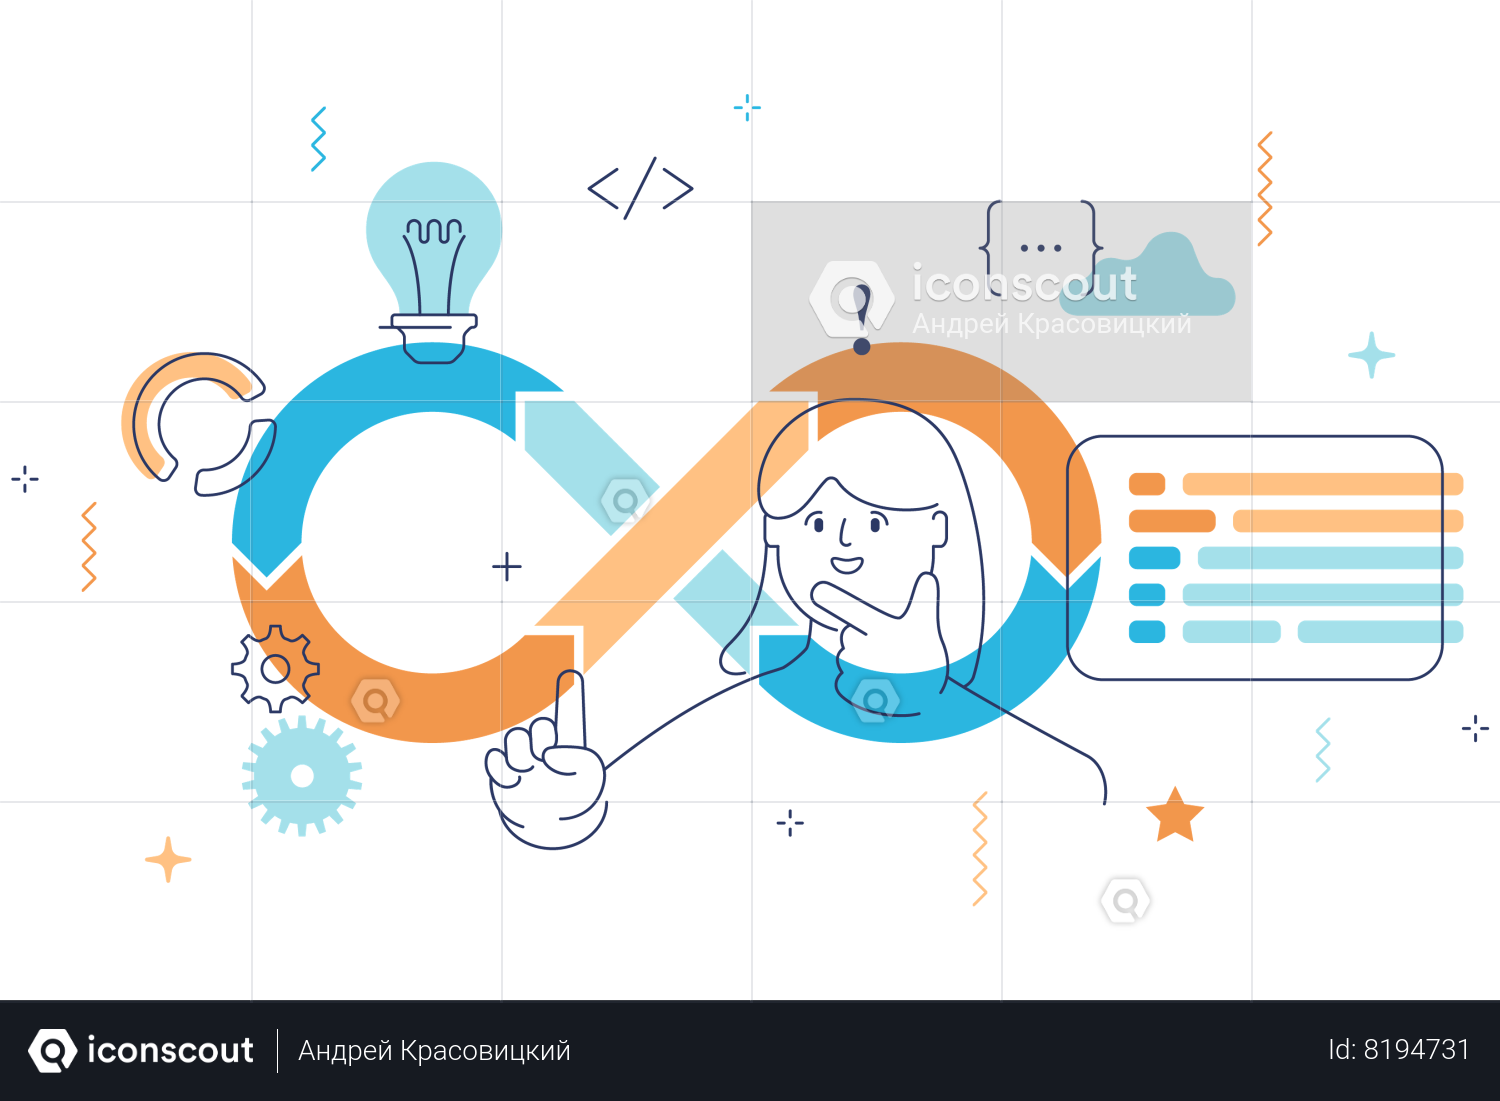 </>
{...}
!
iconscout
Андрей Красовицкий
iconscout
Андрей Красовицкий
Id: 8194731